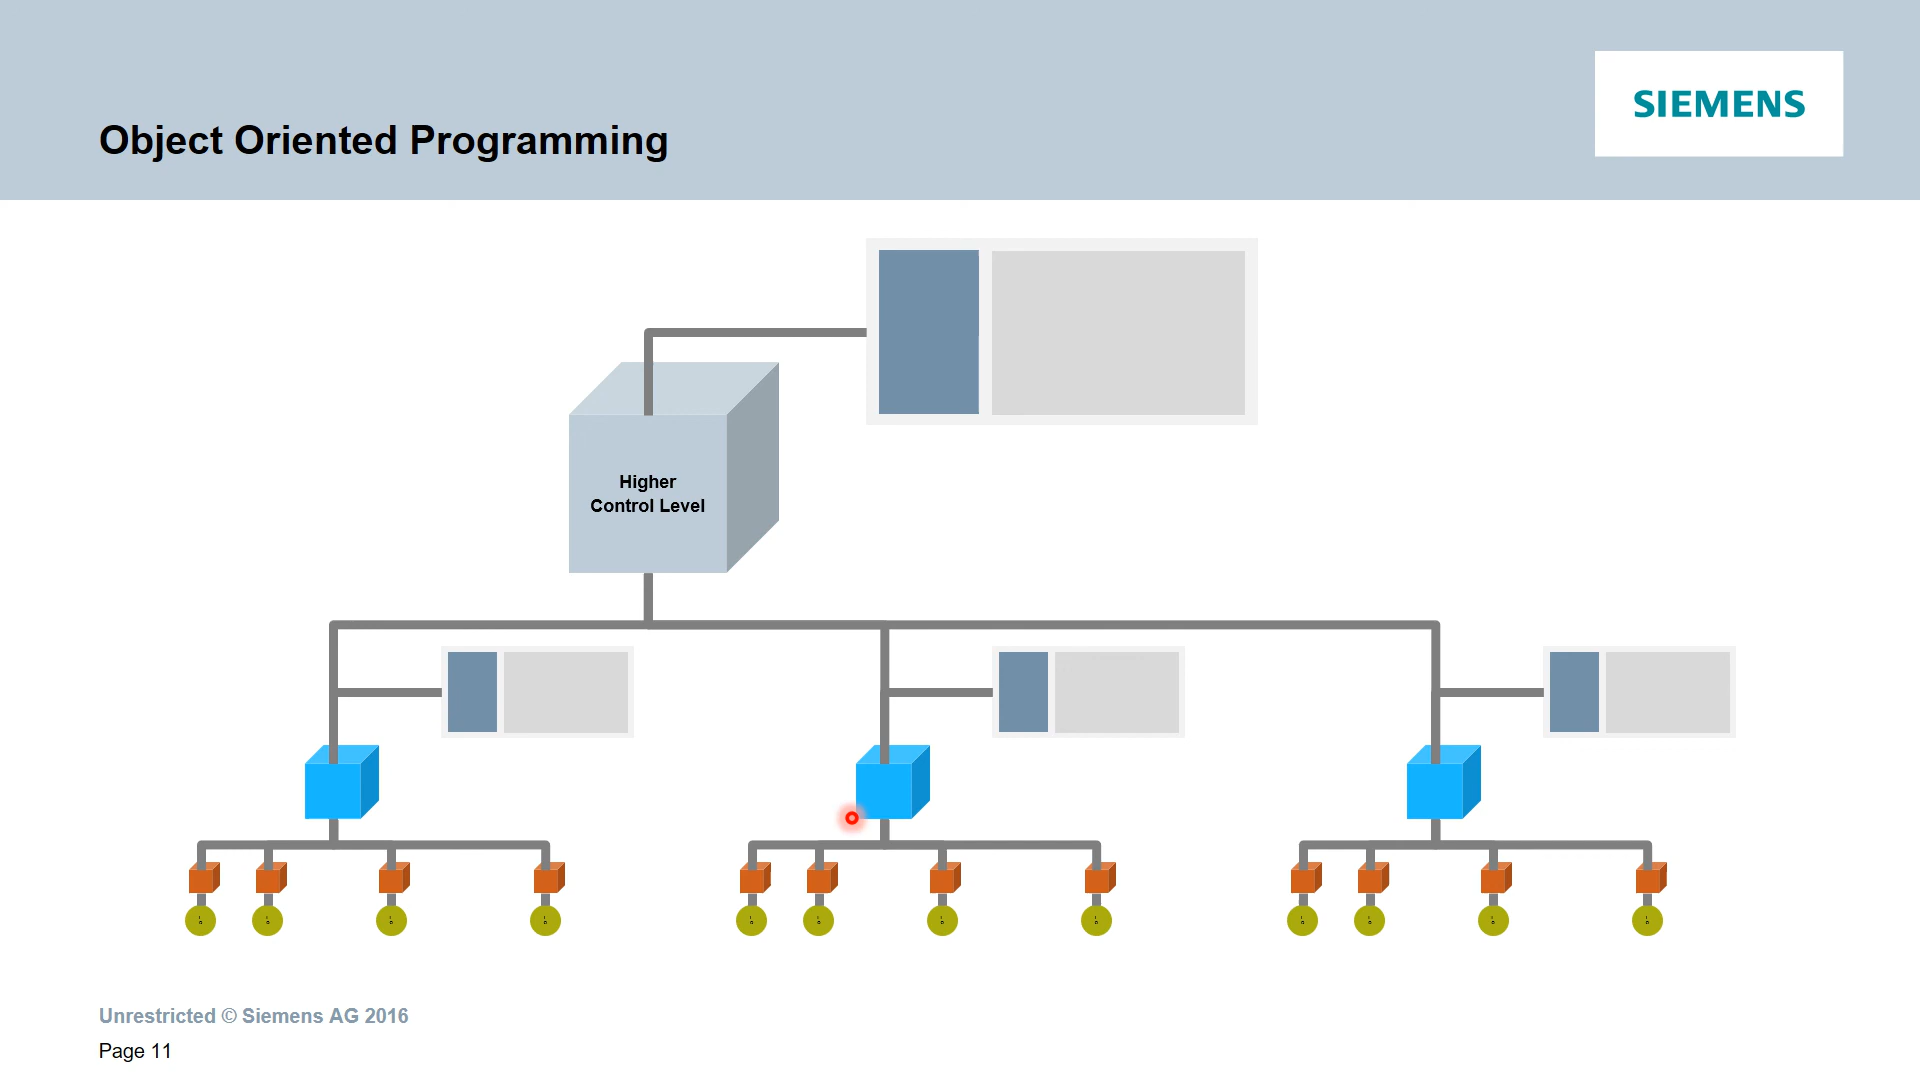 SIEMENS
Object Oriented Programming
Higher
Control Level
Unrestricted © Siemens AG 2016
Page 11